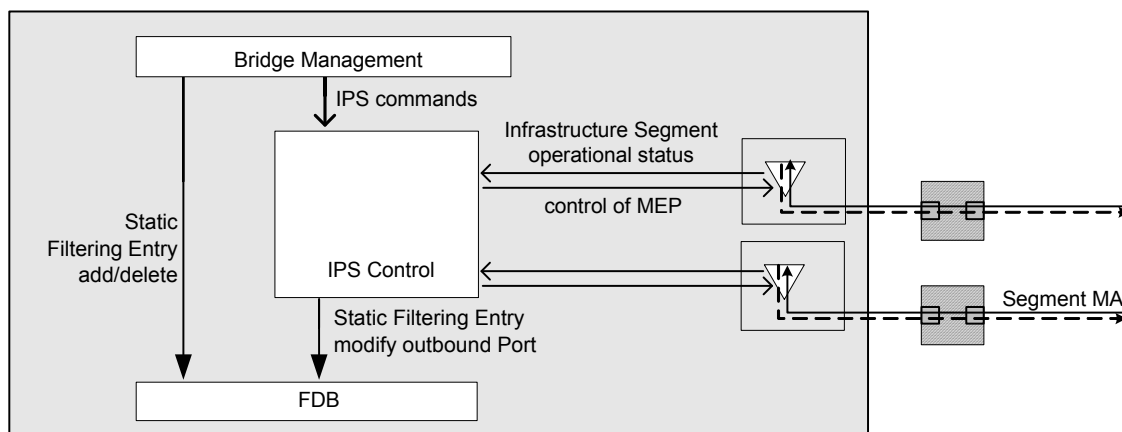 Bridge Management
IPS commands
Infrastructure Segment
operational status
control of MEP
Static
Filtering Entry
add/delete
IPS Control
Segment MA
Static Filtering Entry
modify outbound Port
FDB